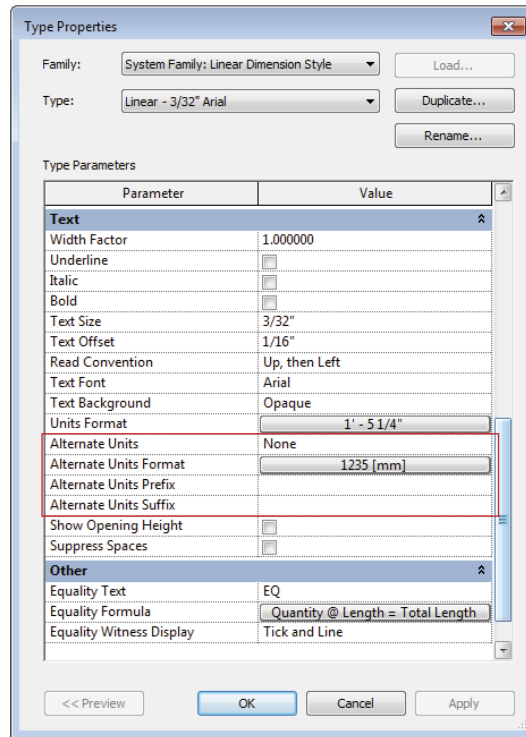 Type Properties
Family: System Family: Linear Dimension Style Load...
Type: Linear - 3/32" Arial Duplicate...
Rename...
Type Parameters
Parameter Value
Text
Width Factor 1.000000
Underline
Italic
Bold
Text Size 3/32"
Text Offset 1/16"
Read Convention Up, then Left
Text Font Arial
Text Background Opaque
Units Format 1' - 5 1/4"
Alternate Units None
Alternate Units Format 1235 [mm]
Alternate Units Prefix
Alternate Units Suffix
Show Opening Height
Suppress Spaces
Other
Equality Text EQ
Equality Formula Quantity @ Length = Total Length
Equality Witness Display Tick and Line
<< Preview OK Cancel Apply